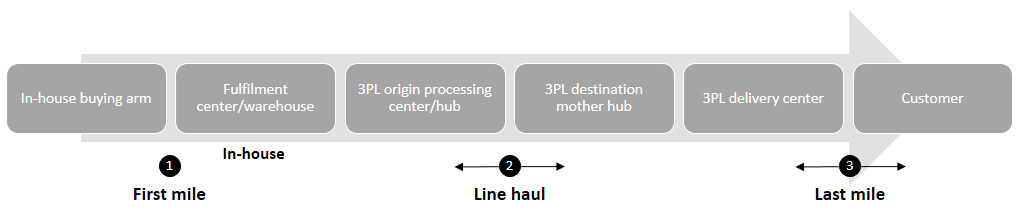 In-house buying arm
Fulfilment
center/warehouse
3PL origin processing
center/hub
3PL destination
mother hub
3PL delivery center
Customer
In-house
1
2
3
First mile
Line haul
Last mile